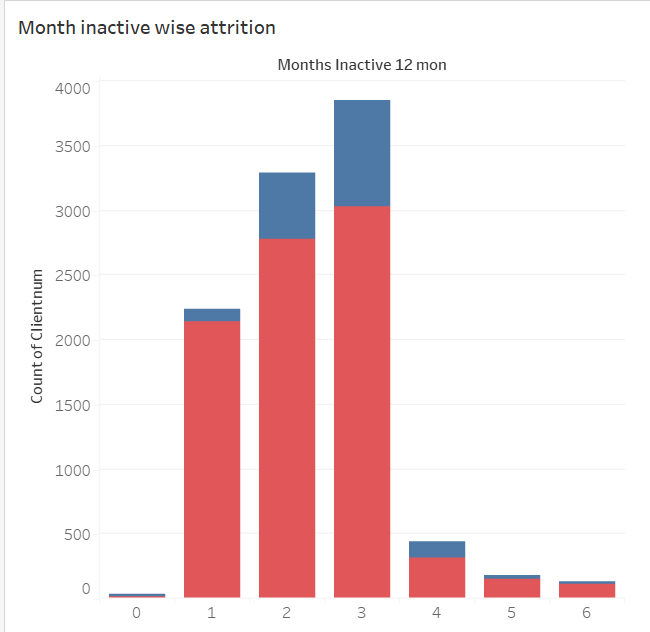 Month inactive wise attrition
Months Inactive 12 mon
4000
3500
3000
2500
2000
1500
1000
500
0
Count of Clientnum
0 1 2 3 4 5 6